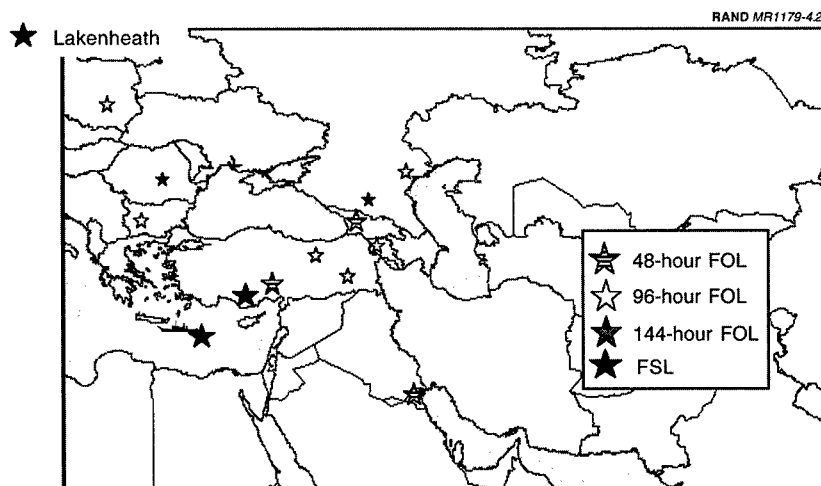 RAND MR1179-4.2
Lakenheath
48-hour FOL
96-hour FOL
144-hour FOL
FSL